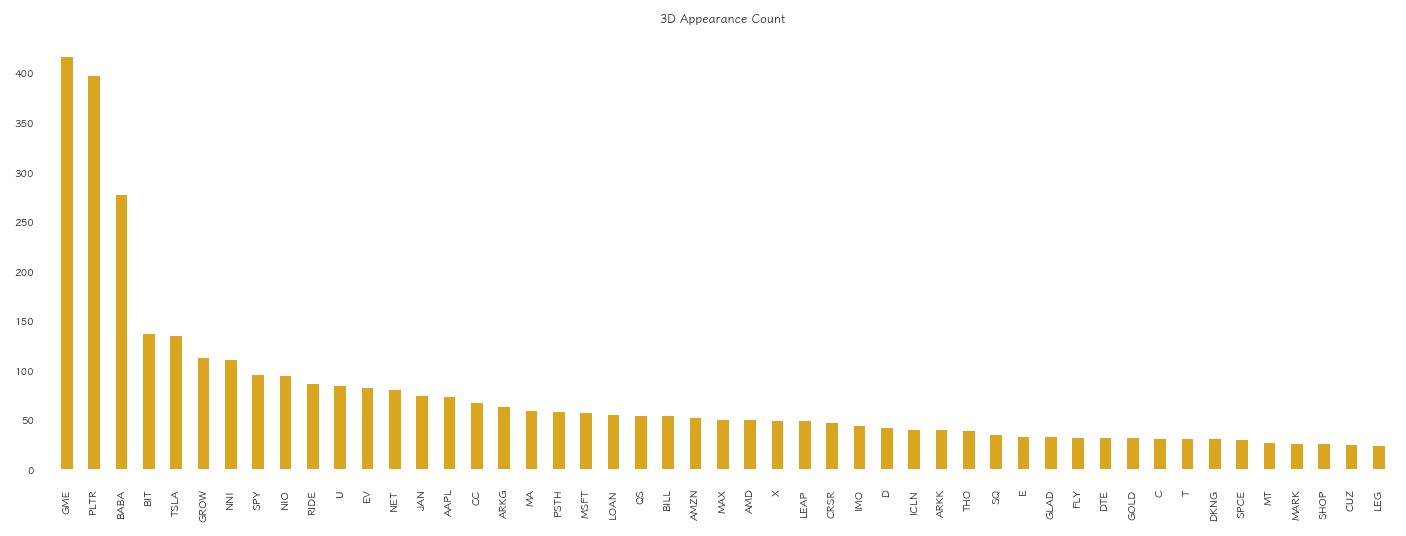 3D Appearance Count
400
350
300
250
200
150
100
50
0
GME
PLTR
BABA
BIT
TSLA
GROW
NNI
SPY
NIO
RIDE
U
EV
NET
JAN
AAPL
CC
ARKG
MA
PSTH
MSFT
LOAN
QS
BILL
AMZN
MAX
AMD
X
LEAP
CRSR
IMO
D
ICLN
ARKK
THO
SQ
E
GLAD
FLY
DTE
GOLD
C
T
DKNG
SPCE
MT
MARK
SHOP
CUZ
LEG